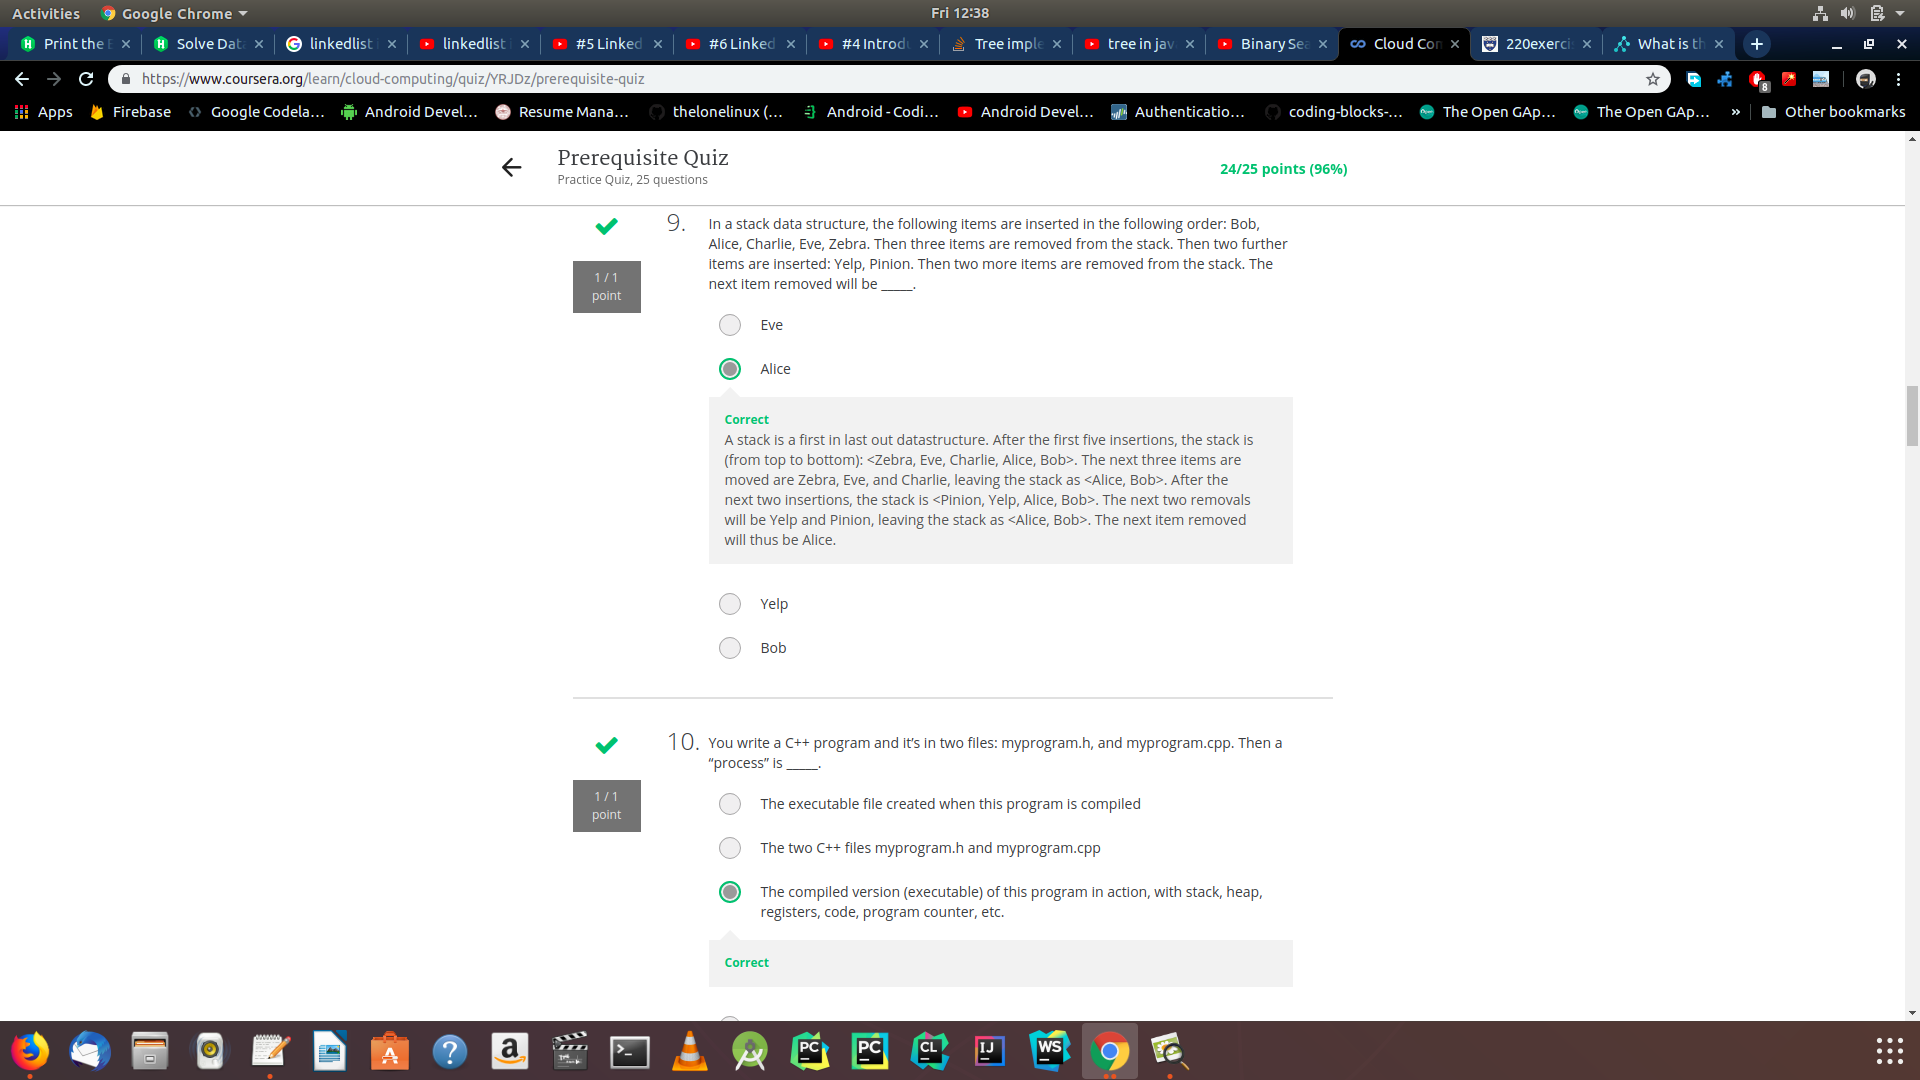 Activities
Google Chrome
Fri 12:38
Print the
Solve Dat
linkedlist
linkedlist
#5 Linked
#6 Linked
#4 Introdu
Tree imple
tree in jav
Binary Sea
Cloud Con
220exerci
What is th
https://www.coursera.org/learn/cloud-computing/quiz/YRJDz/prerequisite-quiz
8
Apps
Firebase
Google Codela...
Android Devel...
Resume Mana...
thelonelinux (...
Android - Codi...
Android Devel...
Authenticatio...
coding-blocks-...
The Open GAp...
The Open GAp...
»
Other bookmarks
Prerequisite Quiz
Practice Quiz, 25 questions
24/25 points (96%)
1 / 1
point
9.
In a stack data structure, the following items are inserted in the following order: Bob,
Alice, Charlie, Eve, Zebra. Then three items are removed from the stack. Then two further
items are inserted: Yelp, Pinion. Then two more items are removed from the stack. The
next item removed will be _____.
Eve
Alice
Correct
A stack is a first in last out datastructure. After the first five insertions, the stack is
(from top to bottom): <Zebra, Eve, Charlie, Alice, Bob>. The next three items are
moved are Zebra, Eve, and Charlie, leaving the stack as <Alice, Bob>. After the
next two insertions, the stack is <Pinion, Yelp, Alice, Bob>. The next two removals
will be Yelp and Pinion, leaving the stack as <Alice, Bob>. The next item removed
will thus be Alice.
Yelp
Bob
1 / 1
point
10.
You write a C++ program and it’s in two files: myprogram.h, and myprogram.cpp. Then a
“process” is _____.
The executable file created when this program is compiled
The two C++ files myprogram.h and myprogram.cpp
The compiled version (executable) of this program in action, with stack, heap,
registers, code, program counter, etc.
Correct
PC
PC
CL
IJ
WS